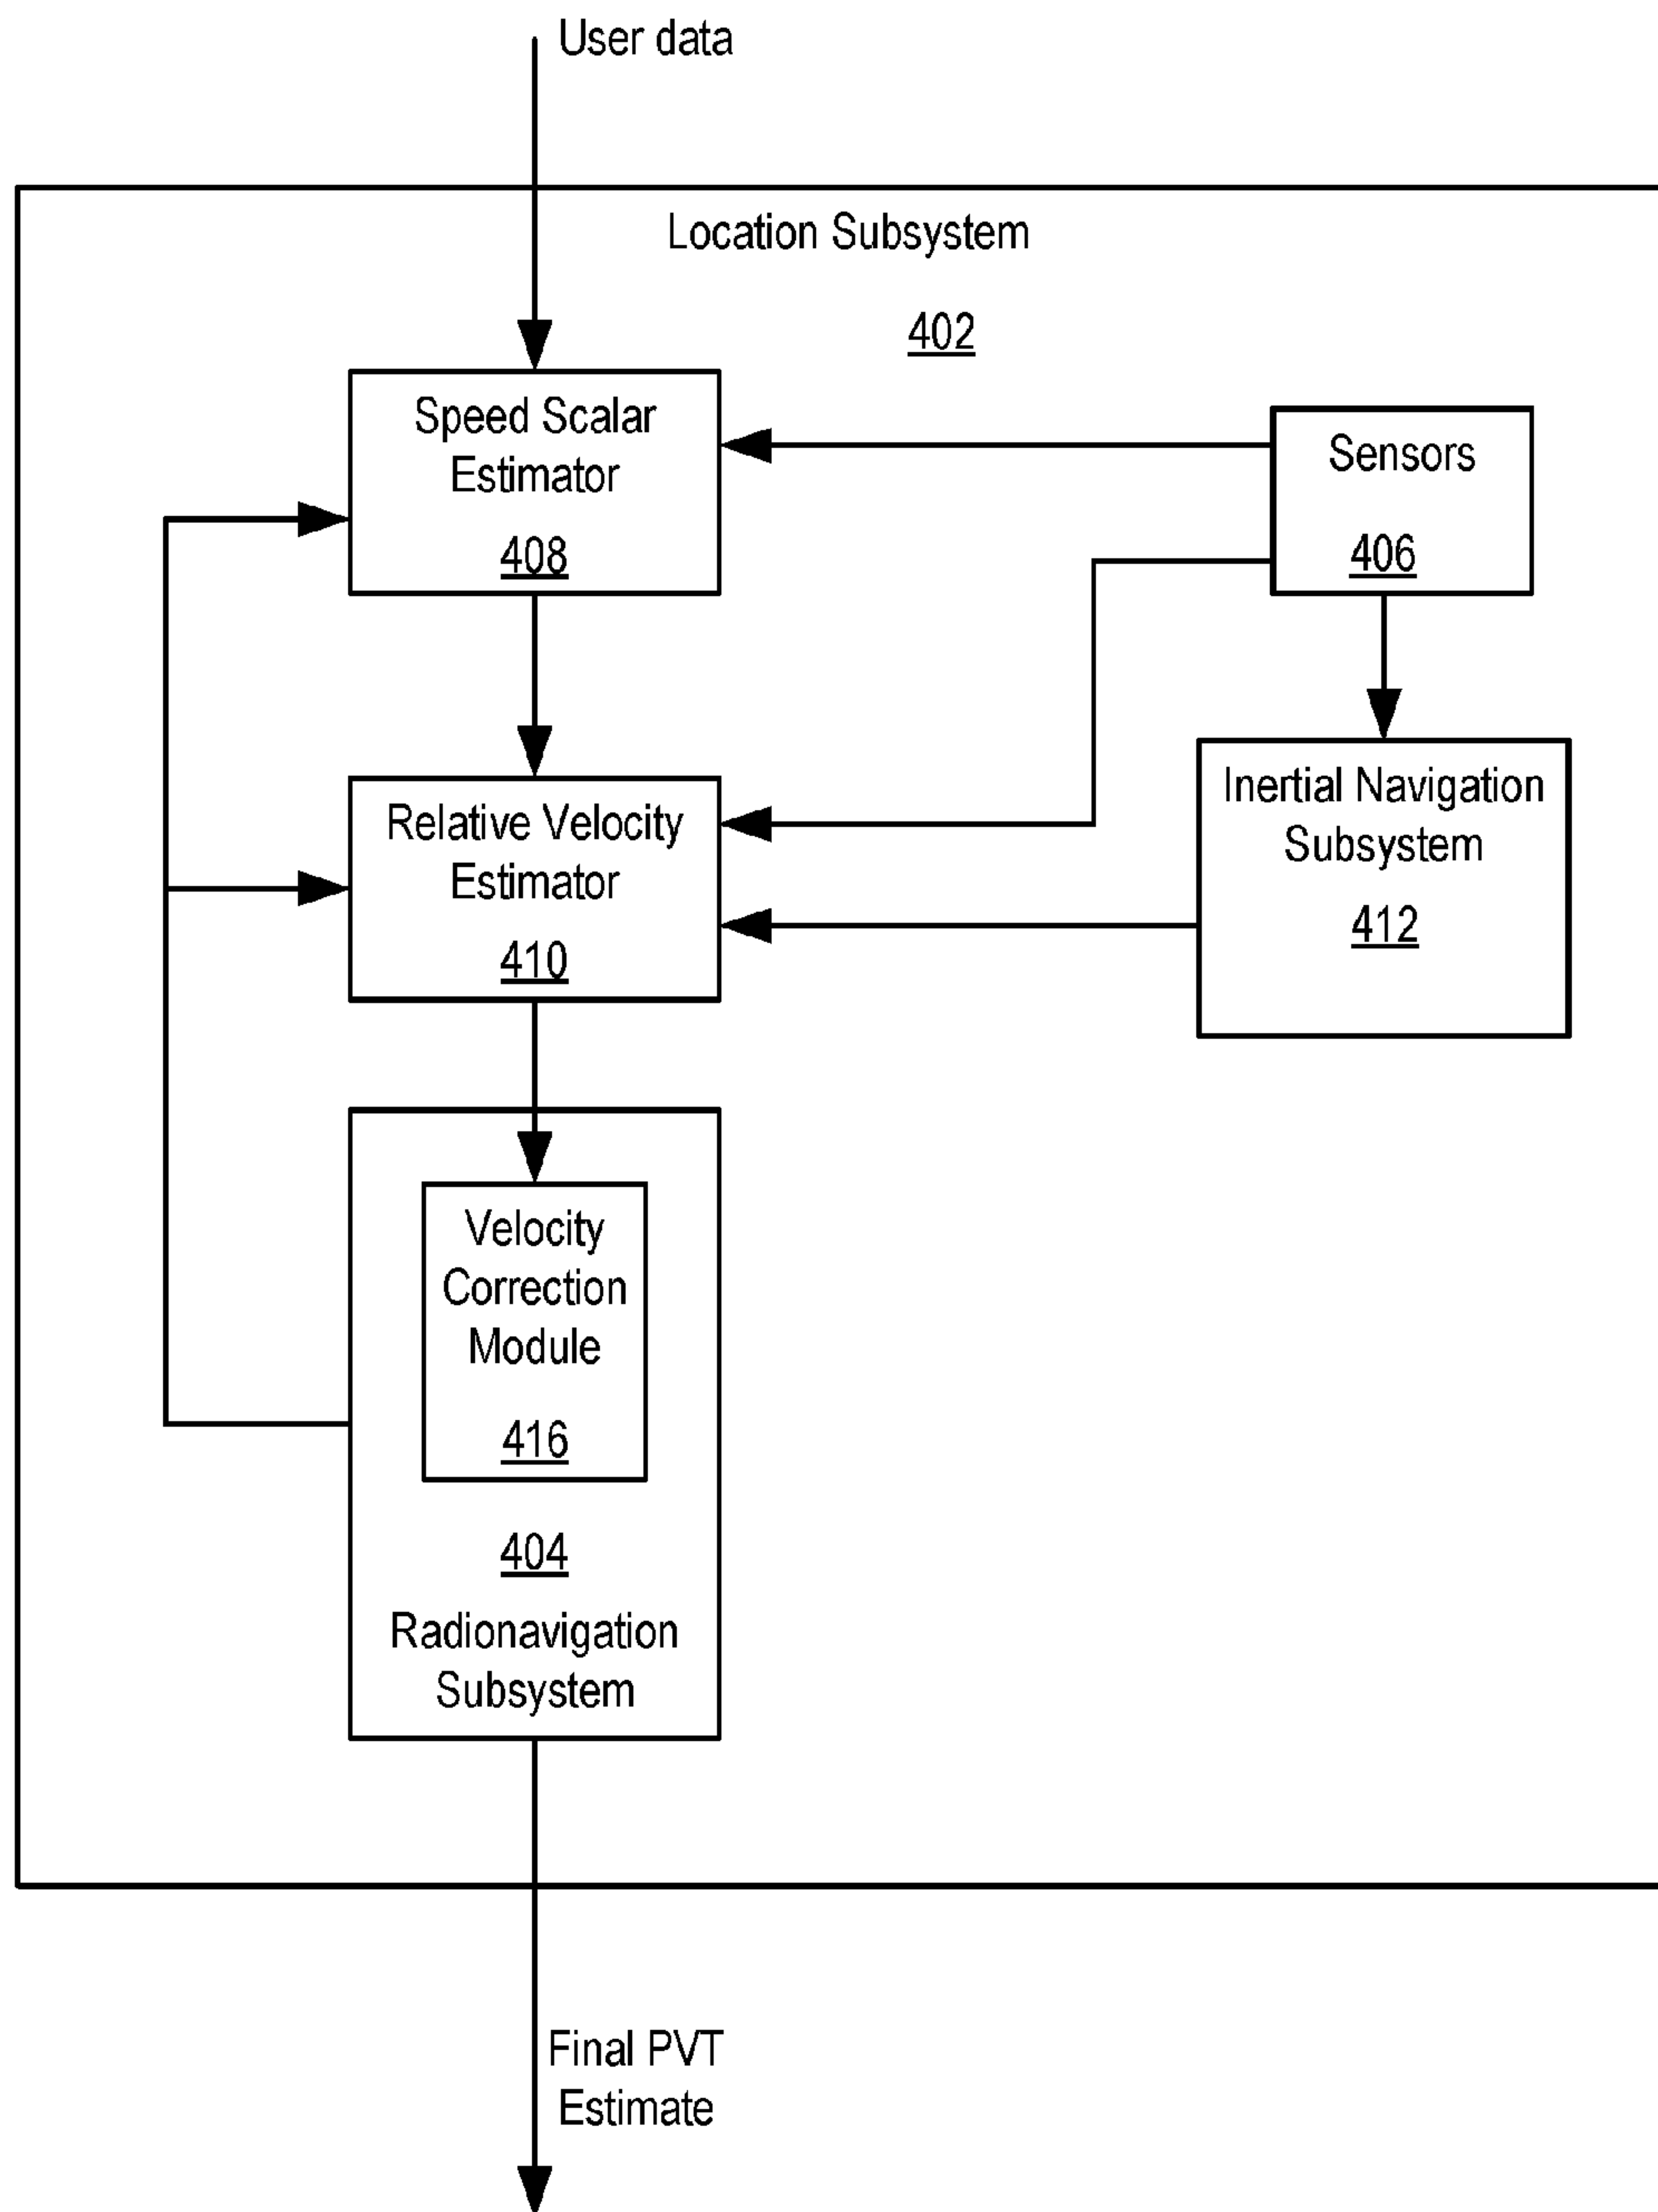 User data
Location Subsystem
402
Speed Scalar
Estimator
408
Sensors
406
Relative Velocity
Estimator
410
Inertial Navigation
Subsystem
412
Velocity
Correction
Module
416
404
Radionavigation
Subsystem
Final PVT
Estimate